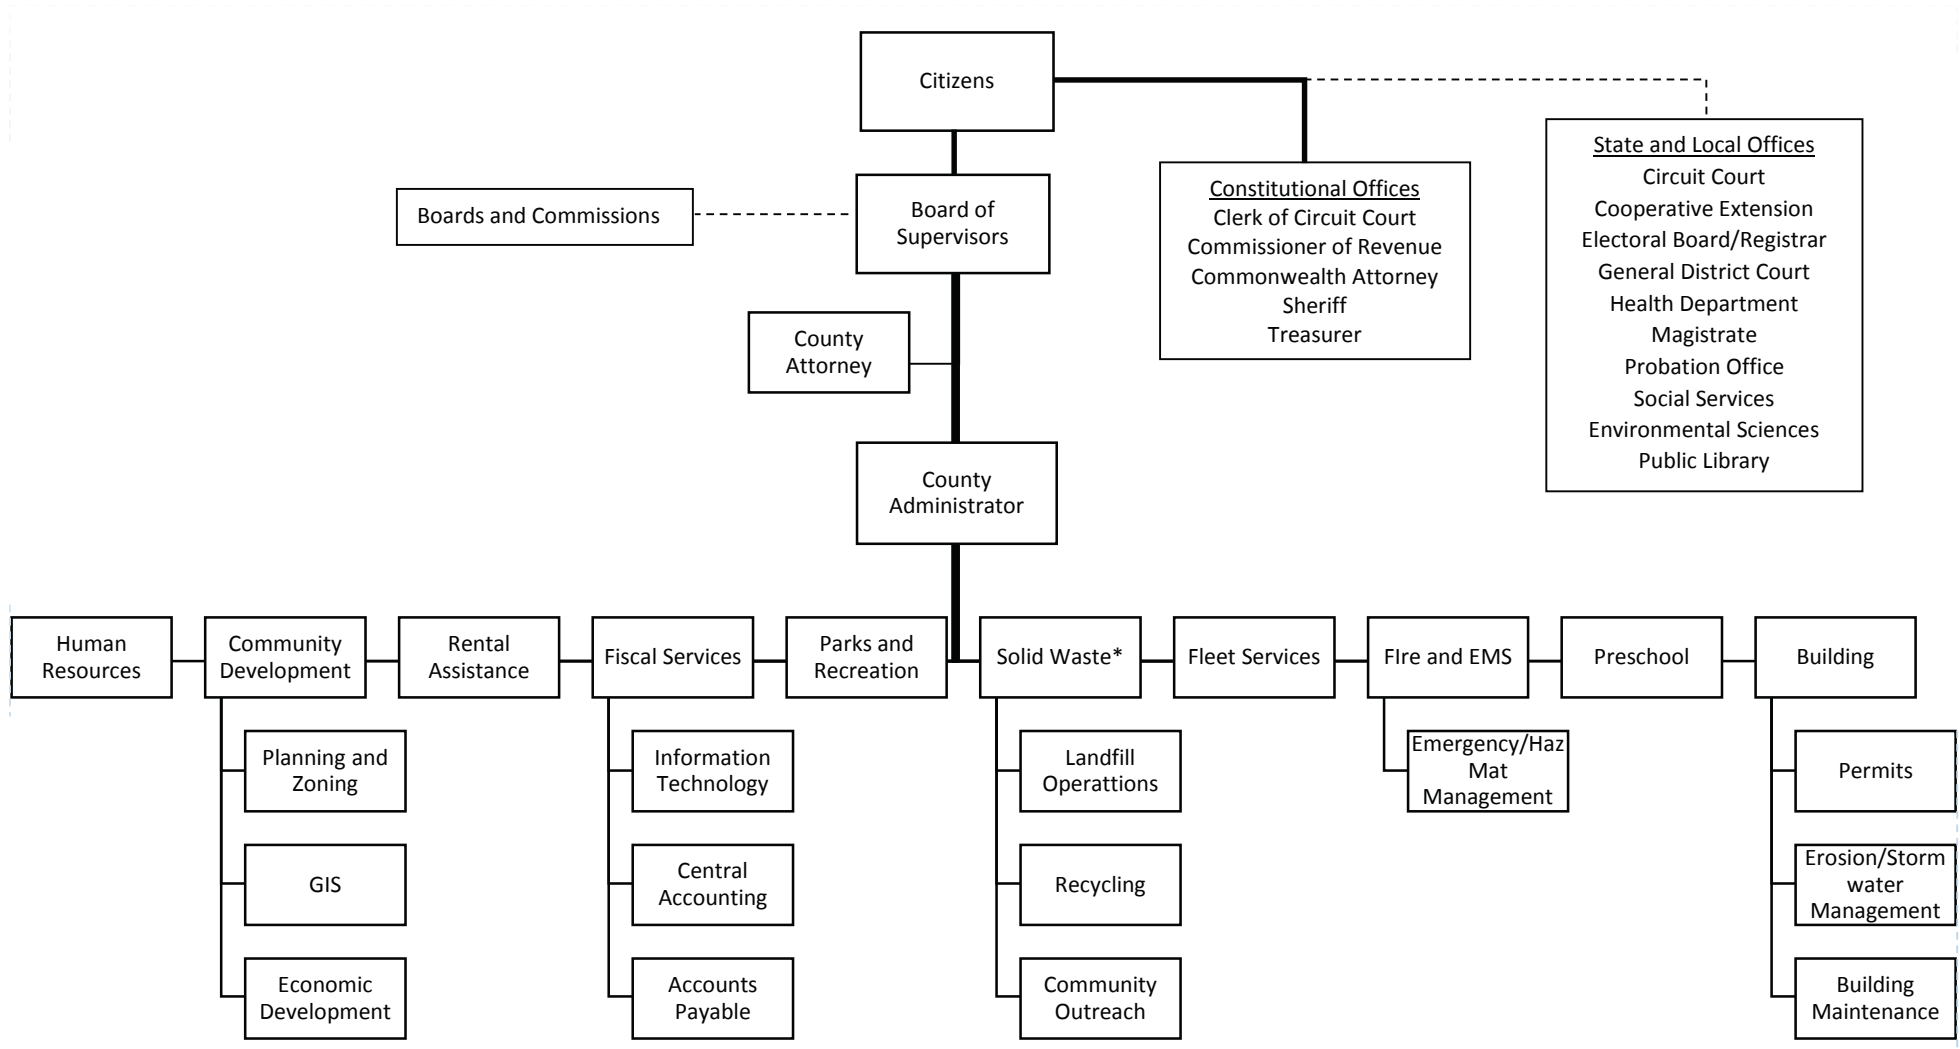 Citizens
State and Local Offices
Circuit Court
Cooperative Extension
Electoral Board/Registrar
General District Court
Health Department
Magistrate
Probation Office
Social Services
Environmental Sciences
Public Library
Constitutional Offices
Clerk of Circuit Court
Commissioner of Revenue
Commonwealth Attorney
Sheriff
Treasurer
Boards and Commissions
Board of
Supervisors
County
Attorney
County
Administrator
Human
Resources
Community
Development
Rental
Assistance
Fiscal Services
Parks and
Recreation
Solid Waste*
Fleet Services
FIre and EMS
Preschool
Building
Planning and
Zoning
GIS
Economic
Development
Information
Technology
Central
Accounting
Accounts
Payable
Landfill
Operattions
Recycling
Community
Outreach
Emergency/Haz
Mat
Management
Permits
Erosion/Storm
water
Management
Building
Maintenance